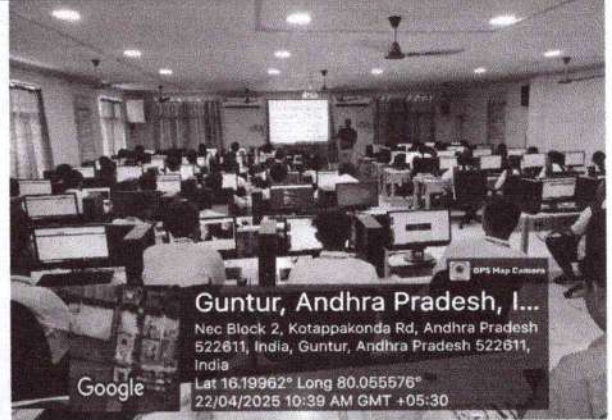 GPS Map Camera
Guntur, Andhra Pradesh, I...
Nec Block 2, Kotappakonda Rd, Andhra Pradesh
522611, India, Guntur, Andhra Pradesh 522611,
India
Lat 16.19962° Long 80.055576°
22/04/2025 10:39 AM GMT +05:30
Google